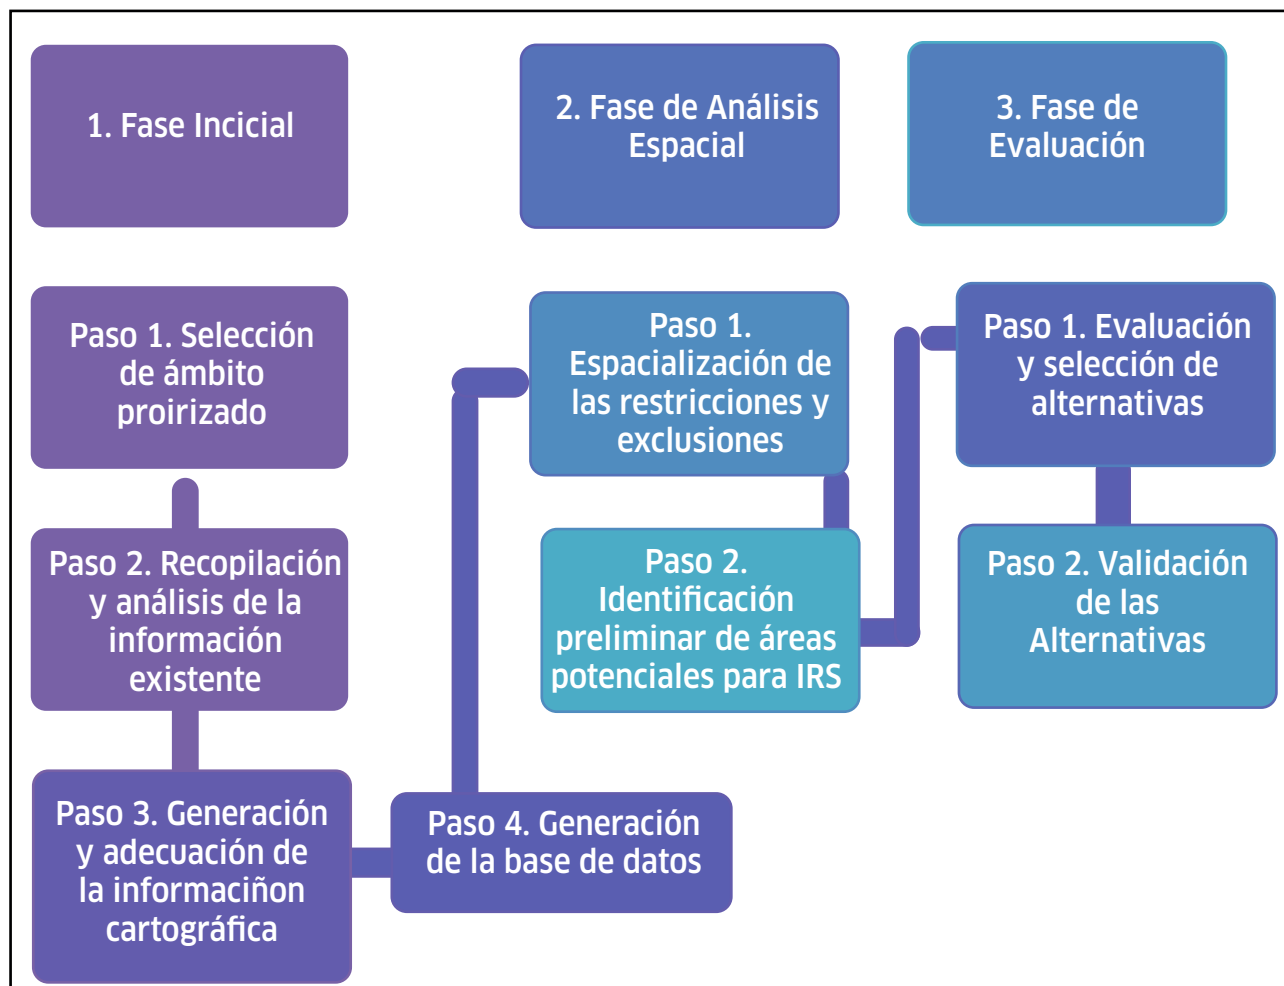 1. Fase Incicial
2. Fase de Análisis
Espacial
3. Fase de
Evaluación
Paso 1. Selección
de ámbito
proirizado
Paso 2. Recopilación
y análisis de la
información
existente
Paso 3. Generación
y adecuación de
la informaciñon
cartográfica
Paso 4. Generación
de la base de datos
Paso 1.
Espacialización de
las restricciones y
exclusiones
Paso 2.
Identificación
preliminar de áreas
potenciales para IRS
Paso 1. Evaluación
y selección de
alternativas
Paso 2. Validación
de las
Alternativas